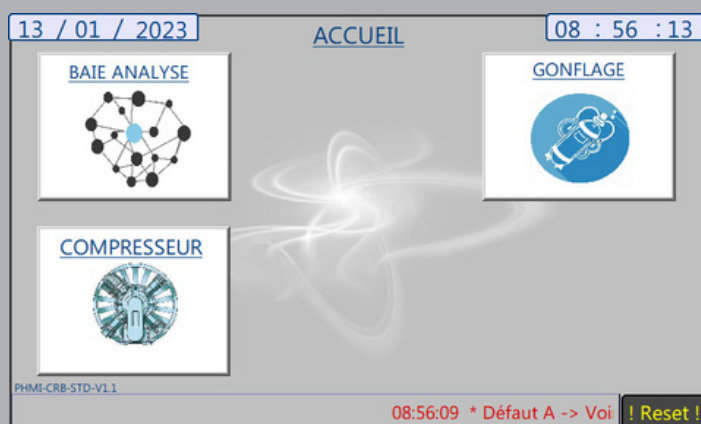 13 / 01 / 2023
ACCUEIL
08 : 56 : 13
BAIE ANALYSE
GONFLAGE
COMPRESSEUR
PHMI-CRB-STD-V1.1
08:56:09 * Défaut A -> Voi
! Reset !